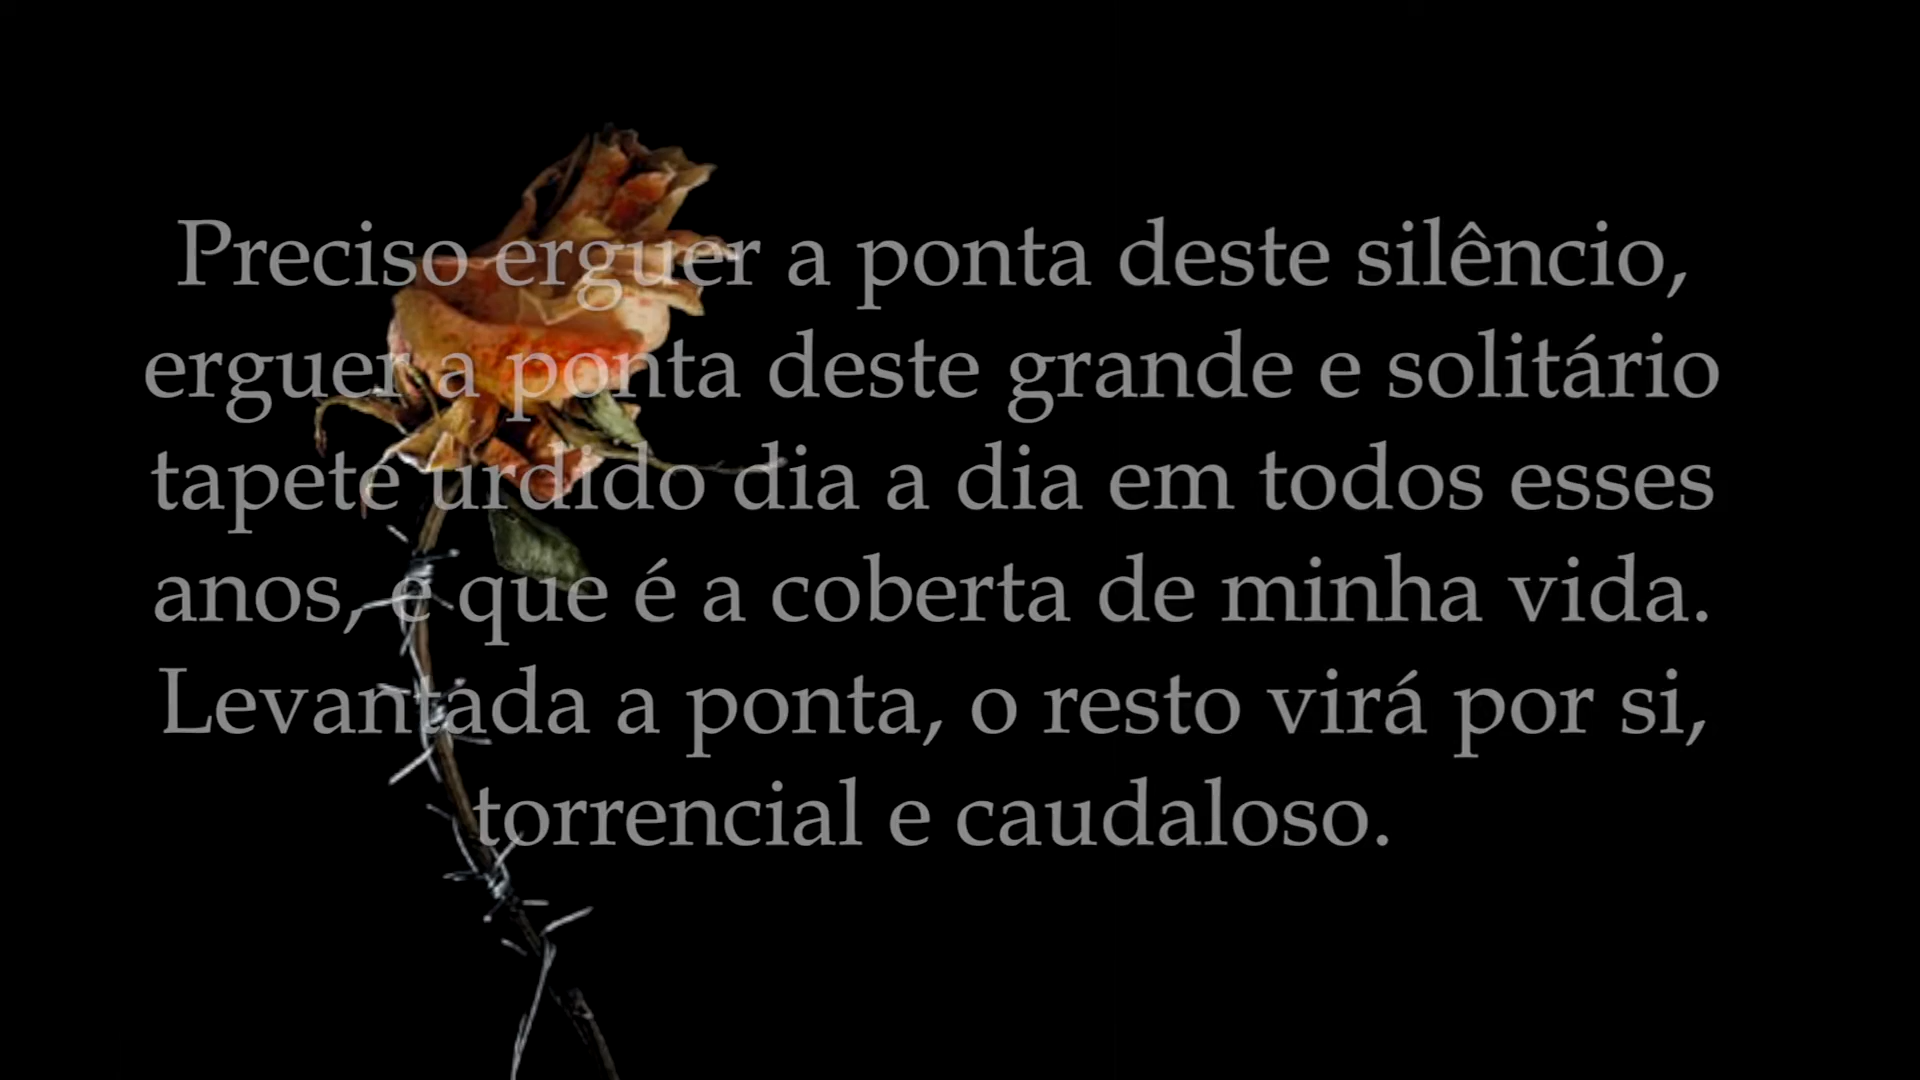 Preciso erguer a ponta deste silêncio,
erguer a ponta deste grande e solitário
tapete urdido dia a dia em todos esses
anos, e que é a coberta de minha vida.
Levantada a ponta, o resto virá por si,
torrencial e caudaloso.